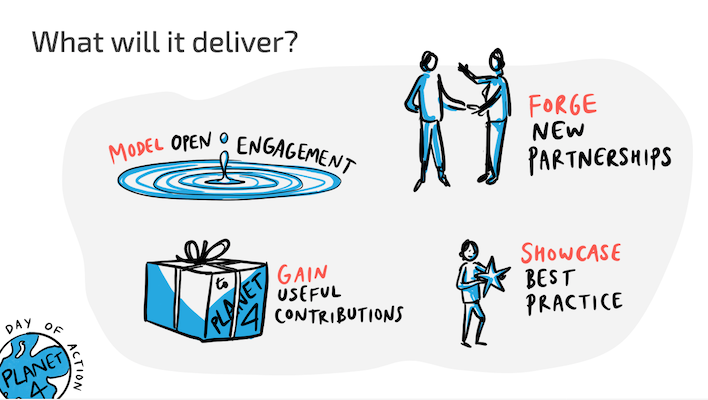 What will it deliver?
MODEL OPEN ENGAGEMENT
FORGE
NEW
PARTNERSHIPS
to
PLANET
4
GAIN
USEFUL
CONTRIBUTIONS
SHOWCASE
BEST
PRACTICE
DAY OF ACTION
PLANET
4